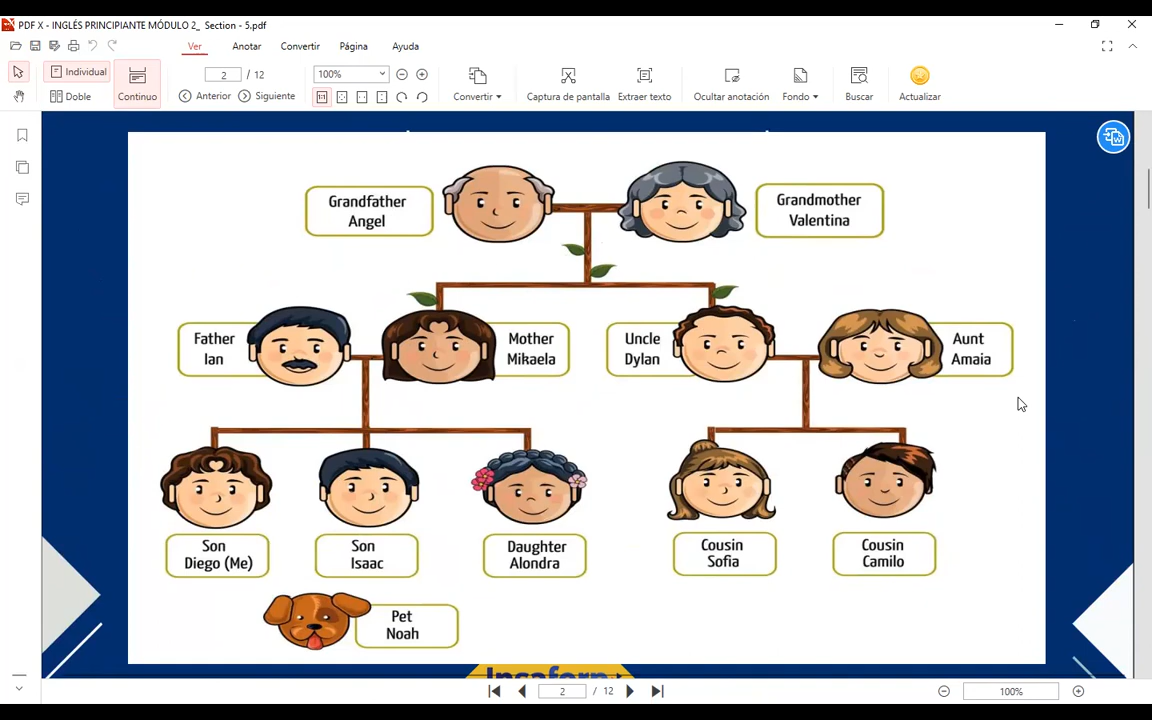 PDF X - INGLÉS PRINCIPIANTE MÓDULO 2_ Section - 5.pdf
Ver Anotar Convertir Página Ayuda
Individual
Doble
Continuo
2 / 12
Anterior Siguiente
100%
Convertir
Captura de pantalla
Extraer texto
Ocultar anotación
Fondo
Buscar
Actualizar
Grandfather
Angel
Grandmother
Valentina
Father
Ian
Mother
Mikaela
Uncle
Dylan
Aunt
Amaia
Son
Diego (Me)
Son
Isaac
Daughter
Alondra
Cousin
Sofia
Cousin
Camilo
Pet
Noah
2 / 12
100%